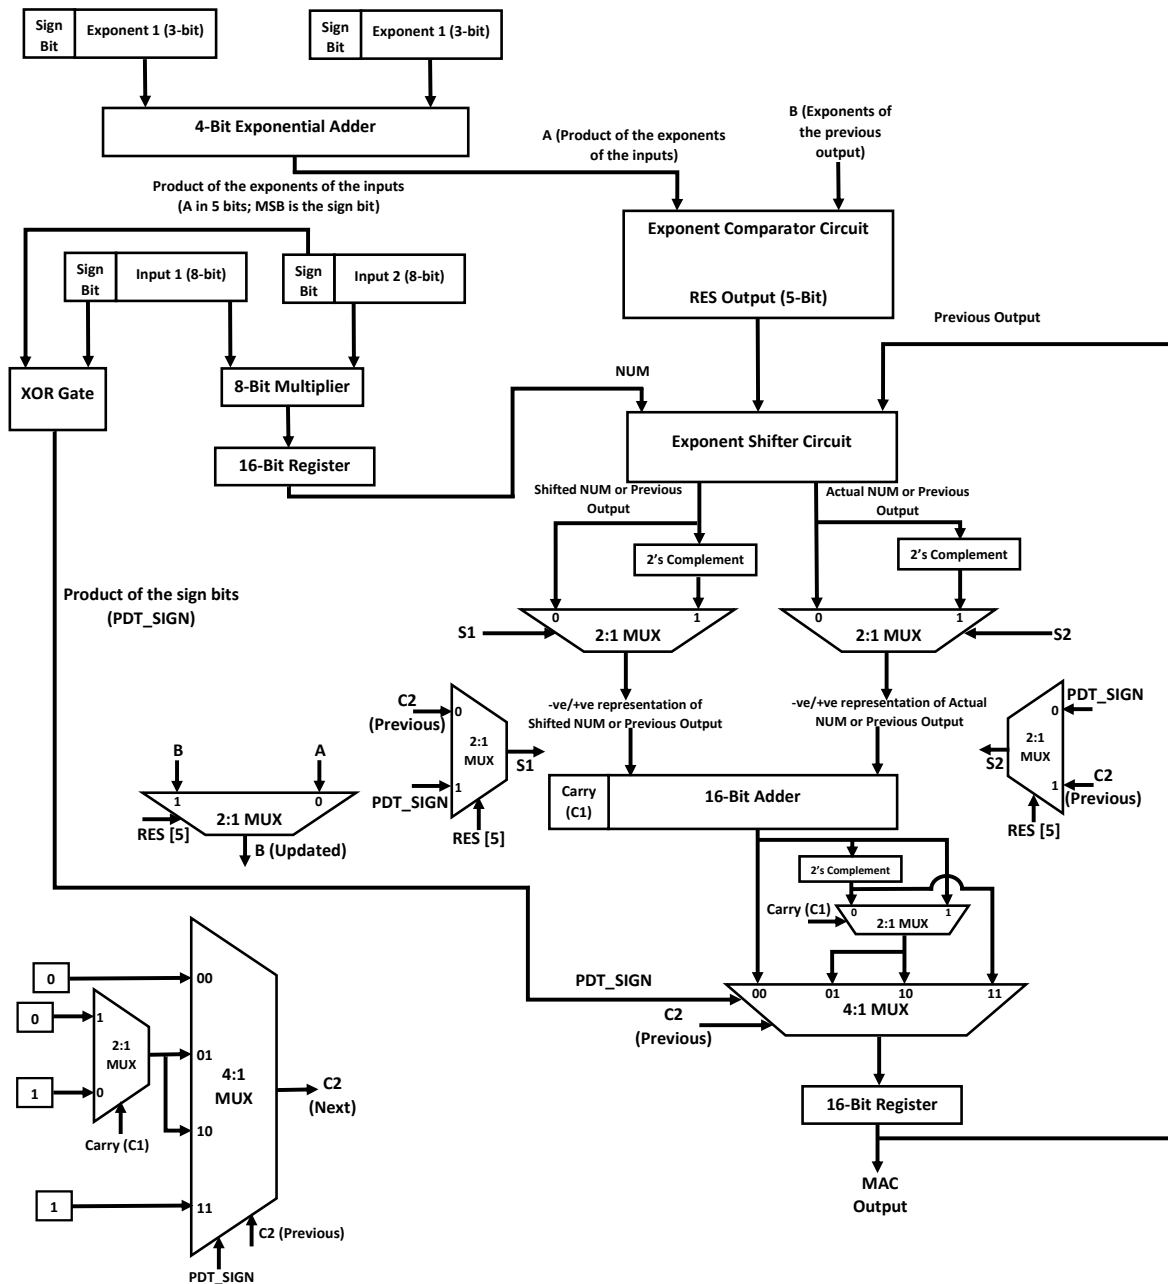 Sign
Bit
Exponent 1 (3-bit)
Sign
Bit
Exponent 1 (3-bit)
4-Bit Exponential Adder
A (Product of the exponents
of the inputs)
B (Exponents of
the previous
output)
Product of the exponents of the inputs
(A in 5 bits; MSB is the sign bit)
Exponent Comparator Circuit
RES Output (5-Bit)
Sign
Bit
Input 1 (8-bit)
Sign
Bit
Input 2 (8-bit)
Previous Output
XOR Gate
8-Bit Multiplier
NUM
16-Bit Register
Exponent Shifter Circuit
Shifted NUM or Previous
Output
Actual NUM or Previous
Output
2's Complement
2's Complement
Product of the sign bits
(PDT_SIGN)
0
1
2:1 MUX
S1
0
1
2:1 MUX
S2
-ve/+ve representation of
Shifted NUM or Previous Output
-ve/+ve representation of Actual
NUM or Previous Output
C2
(Previous)
0
2:1
MUX
1
PDT_SIGN
S1
RES [5]
PDT_SIGN
0
2:1
MUX
1
S2
C2
(Previous)
RES [5]
B
A
1
0
2:1 MUX
RES [5]
B (Updated)
Carry
(C1)
16-Bit Adder
2's Complement
Carry (C1)
0
1
2:1 MUX
PDT_SIGN
00
01
10
11
4:1 MUX
C2
(Previous)
16-Bit Register
MAC
Output
0
0
1
1
1
2:1
MUX
0
Carry (C1)
00
01
10
11
4:1
MUX
C2
(Next)
C2 (Previous)
PDT_SIGN